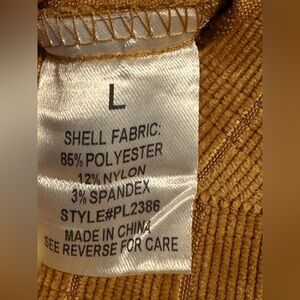 L
SHELL FABRIC:
85% POLYESTER
12% NYLON
3% SPANDEX
STYLE#PL2386
MADE IN CHINA
SEE REVERSE FOR CARE